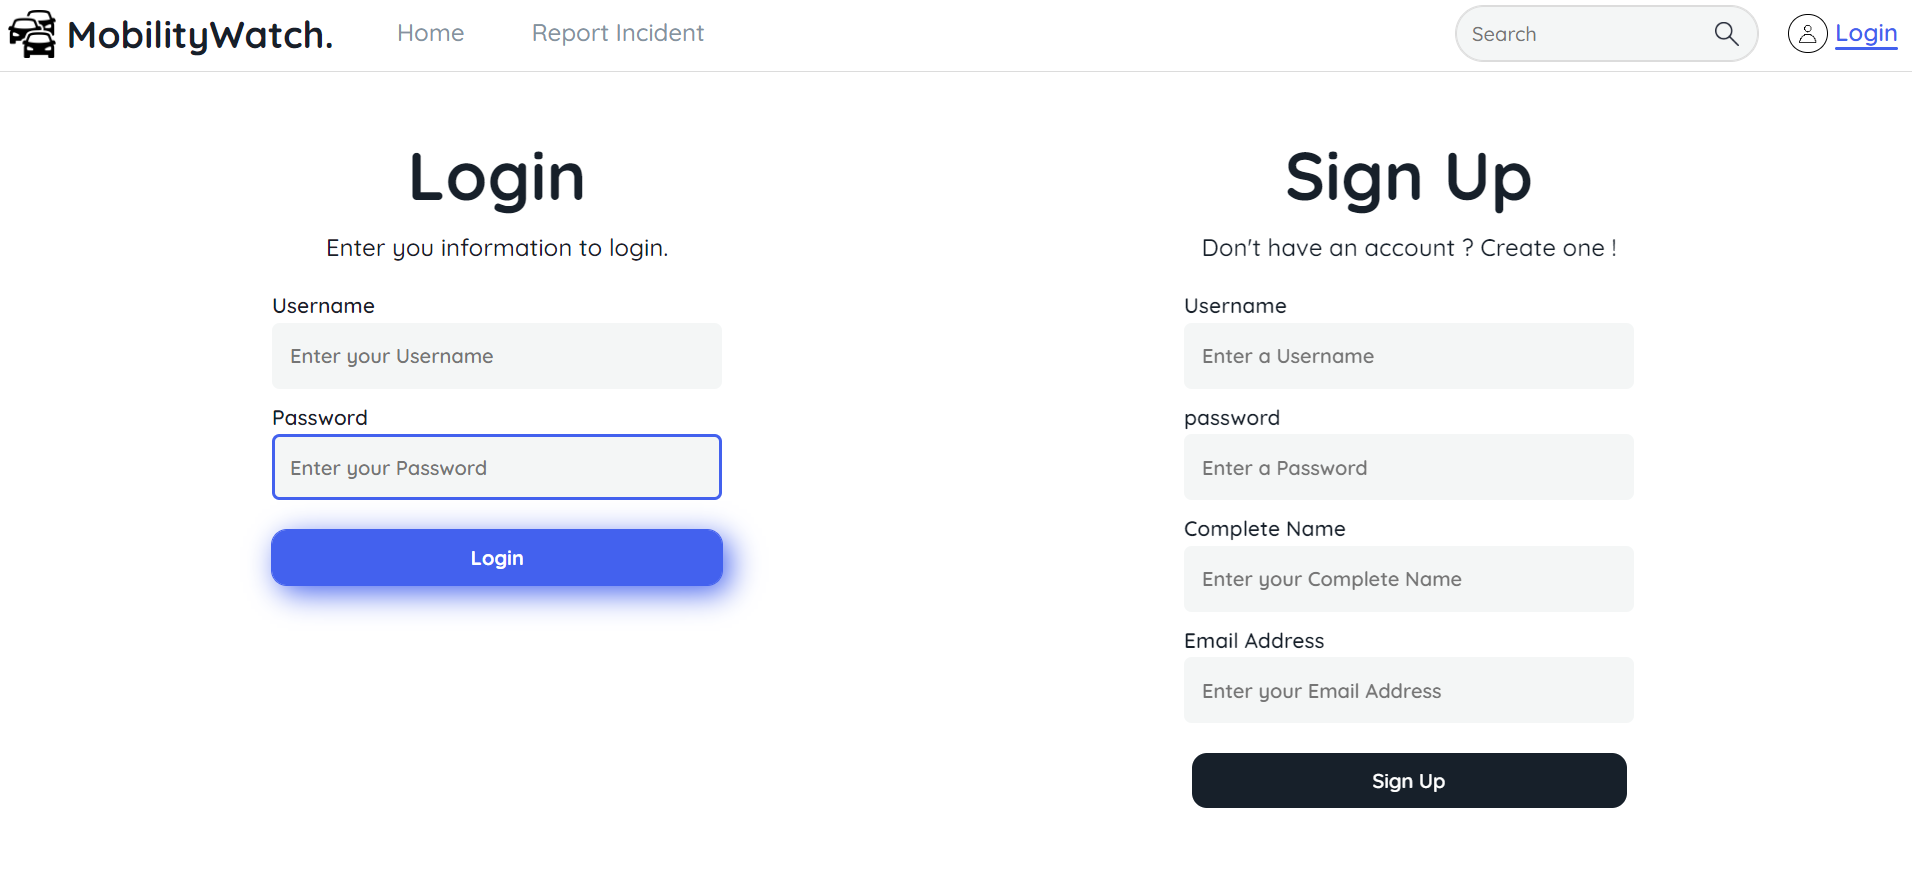 MobilityWatch.
Home
Report Incident
Search
Login
Login
Enter you information to login.
Username
Enter your Username
Password
Enter your Password
Login
Sign Up
Don't have an account ? Create one !
Username
Enter a Username
password
Enter a Password
Complete Name
Enter your Complete Name
Email Address
Enter your Email Address
Sign Up